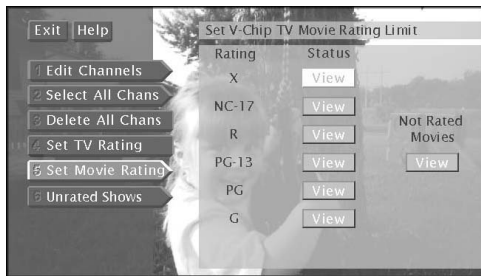 Exit Help
Set V-Chip TV Movie Rating Limit
1 Edit Channels
2 Select All Chans
3 Delete All Chans
4 Set TV Rating
5 Set Movie Rating
6 Unrated Shows
Rating Status
X View
NC-17 View
R View
PG-13 View
PG View
G View
Not Rated
Movies
View